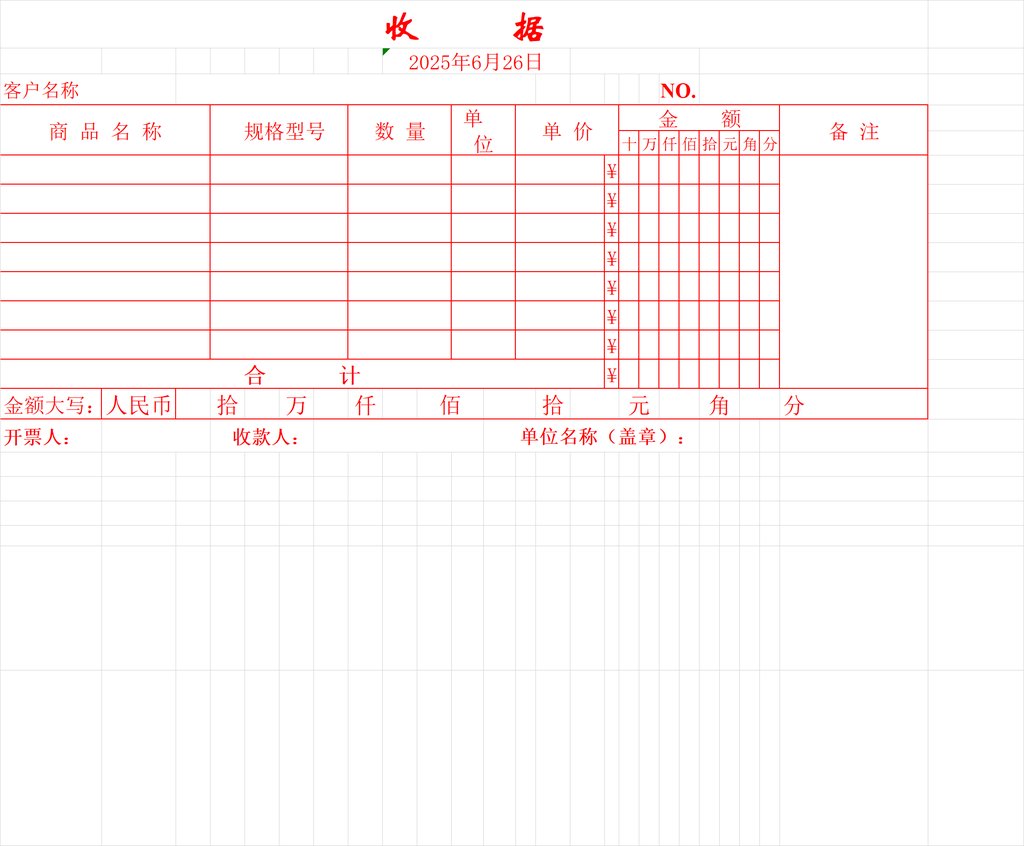 收 据
2025年6月26日
客户名称 NO.
商 品 名 称 规格型号 数 量 单位 单 价 金 额 备 注
十 万 仟 佰 拾 元 角 分
¥
¥
¥
¥
¥
¥
¥
合 计 ¥
金额大写: 人民币 拾 万 仟 佰 拾 元 角 分
开票人: 收款人: 单位名称（盖章）: